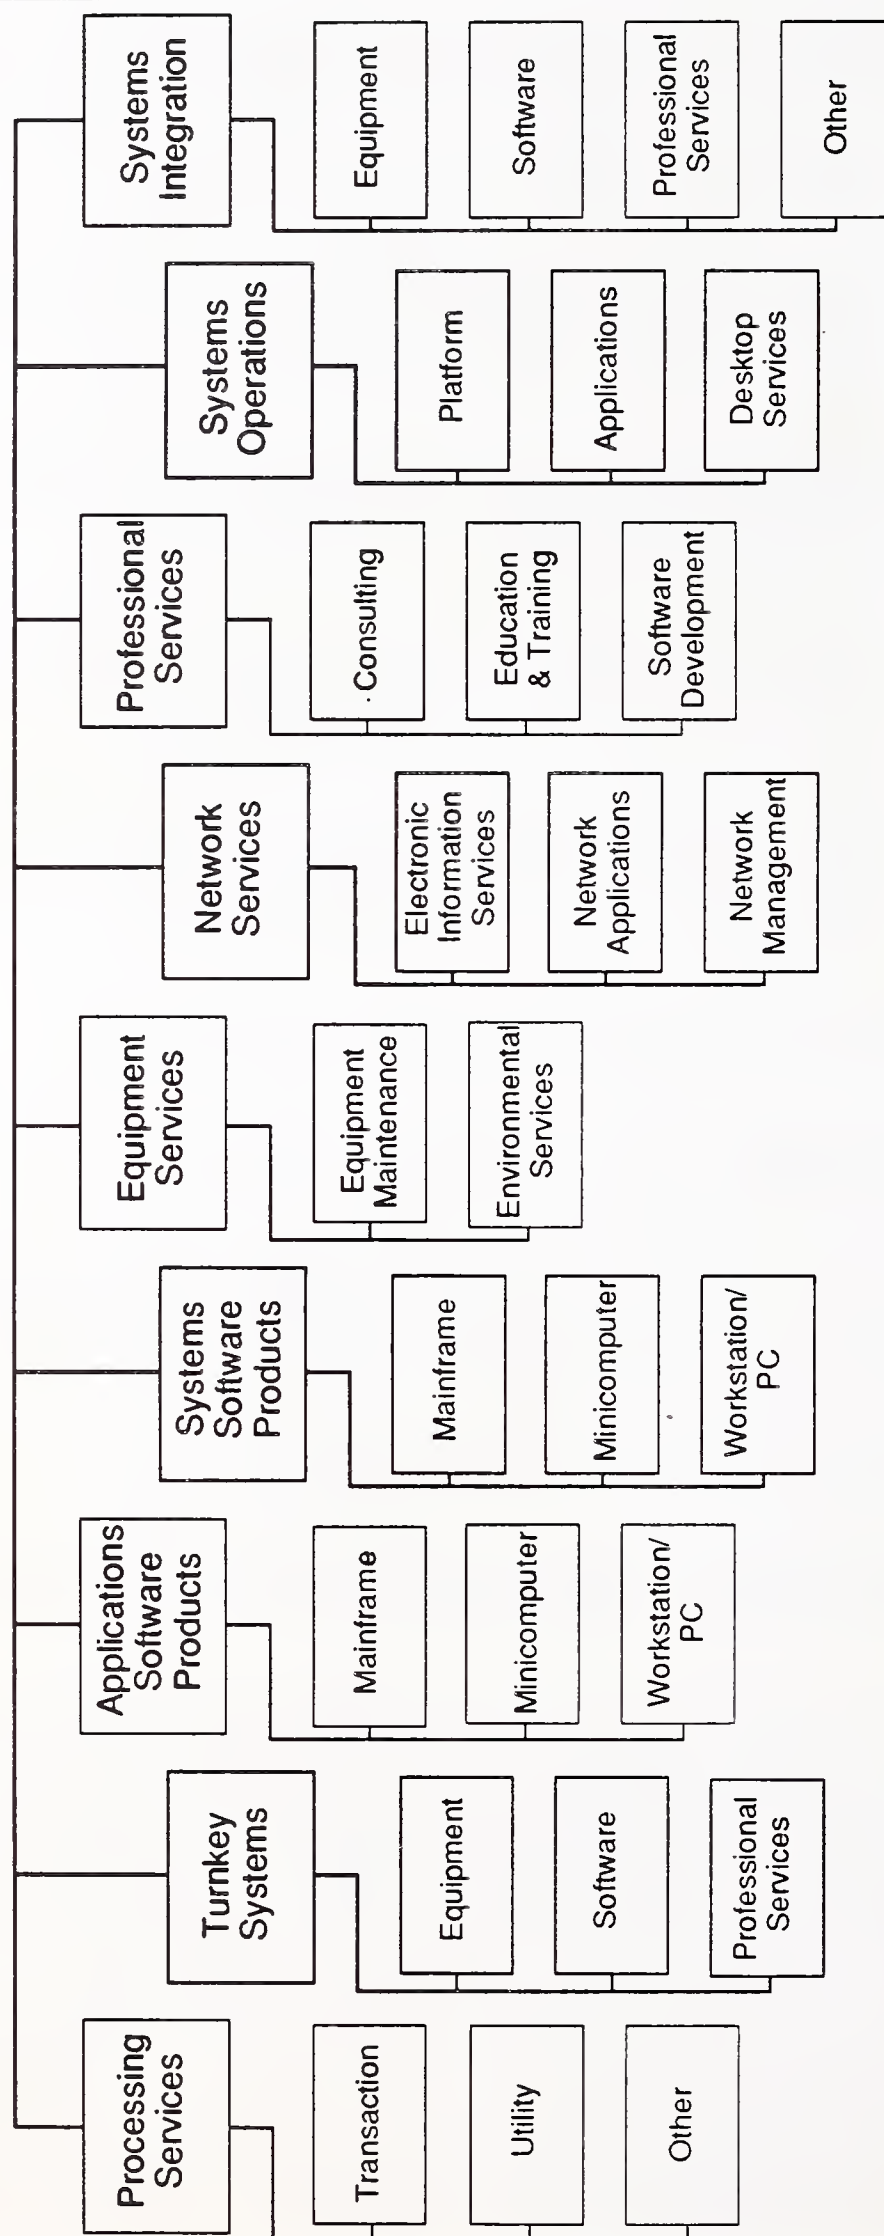 Processing
Services
Transaction
Utility
Other
Turnkey
Systems
Equipment
Software
Professional
Services
Applications
Software
Products
Mainframe
Minicomputer
Workstation/
PC
Systems
Software
Products
Mainframe
Minicomputer
Workstation/
PC
Equipment
Services
Equipment
Maintenance
Environmental
Services
Network
Services
Electronic
Information
Services
Network
Applications
Network
Management
Professional
Services
Consulting
Education
& Training
Software
Development
Systems
Operations
Platform
Applications
Desktop
Services
Systems
Integration
Equipment
Software
Professional
Services
Other